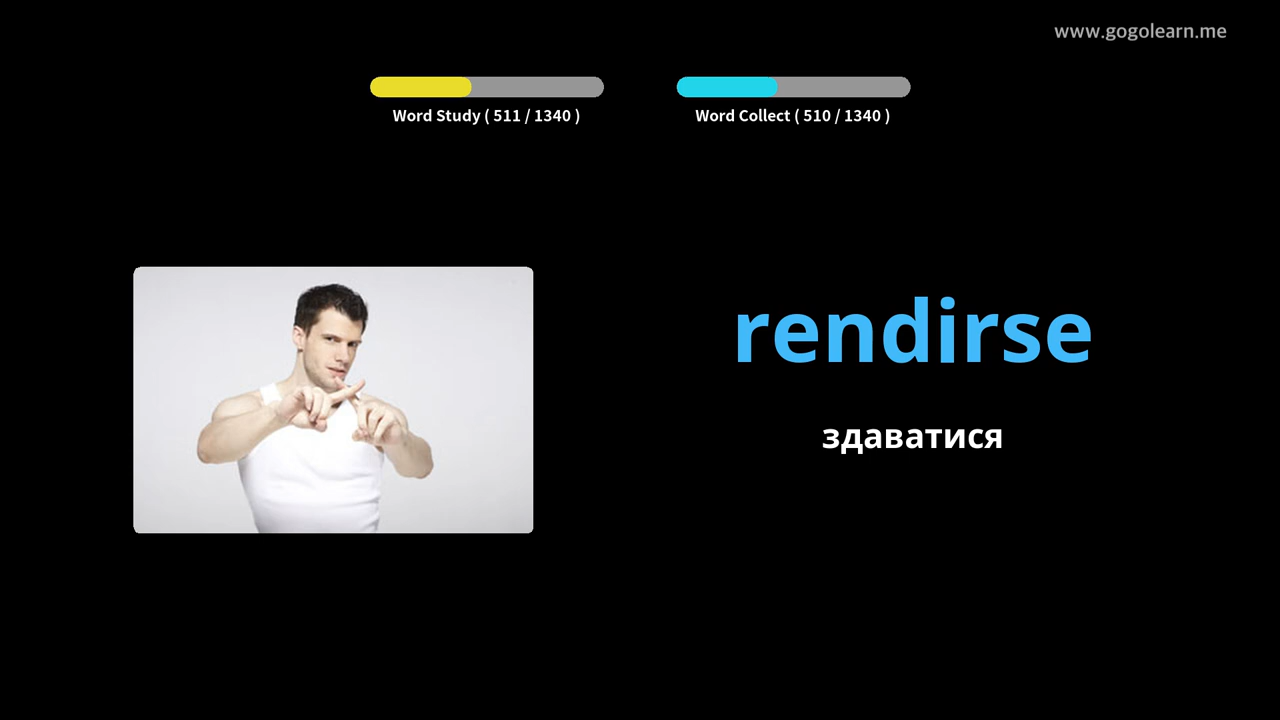 www.gogolearn.me
Word Study ( 511 / 1340 )
Word Collect ( 510 / 1340 )
rendirse
здаватися